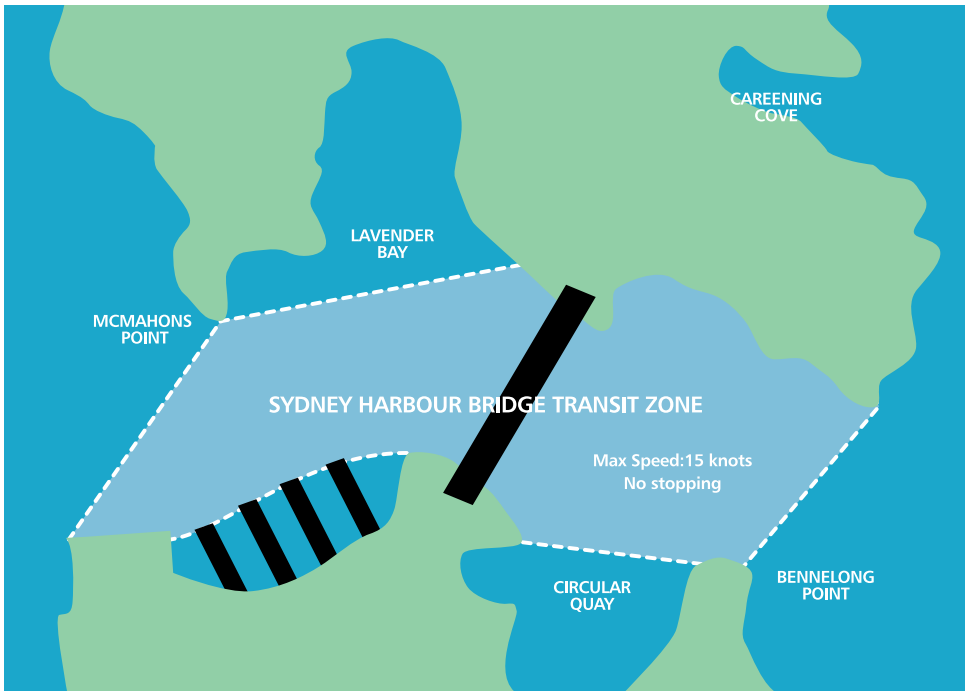 CAREENING
COVE
LAVENDER
BAY
MCMAHONS
POINT
SYDNEY HARBOUR BRIDGE TRANSIT ZONE
Max Speed:15 knots
No stopping
CIRCULAR
QUAY
BENNELONG
POINT